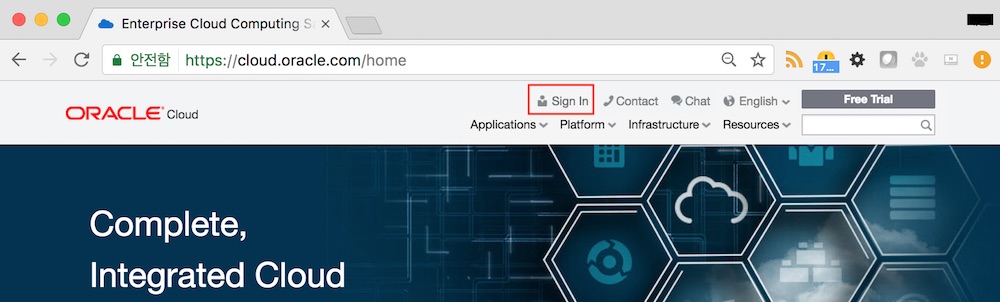 Enterprise Cloud Computing Sa
안전함 https://cloud.oracle.com/home
17...
ORACLE Cloud
Sign In Contact Chat English Free Trial
Applications Platform Infrastructure Resources
Complete,
Integrated Cloud